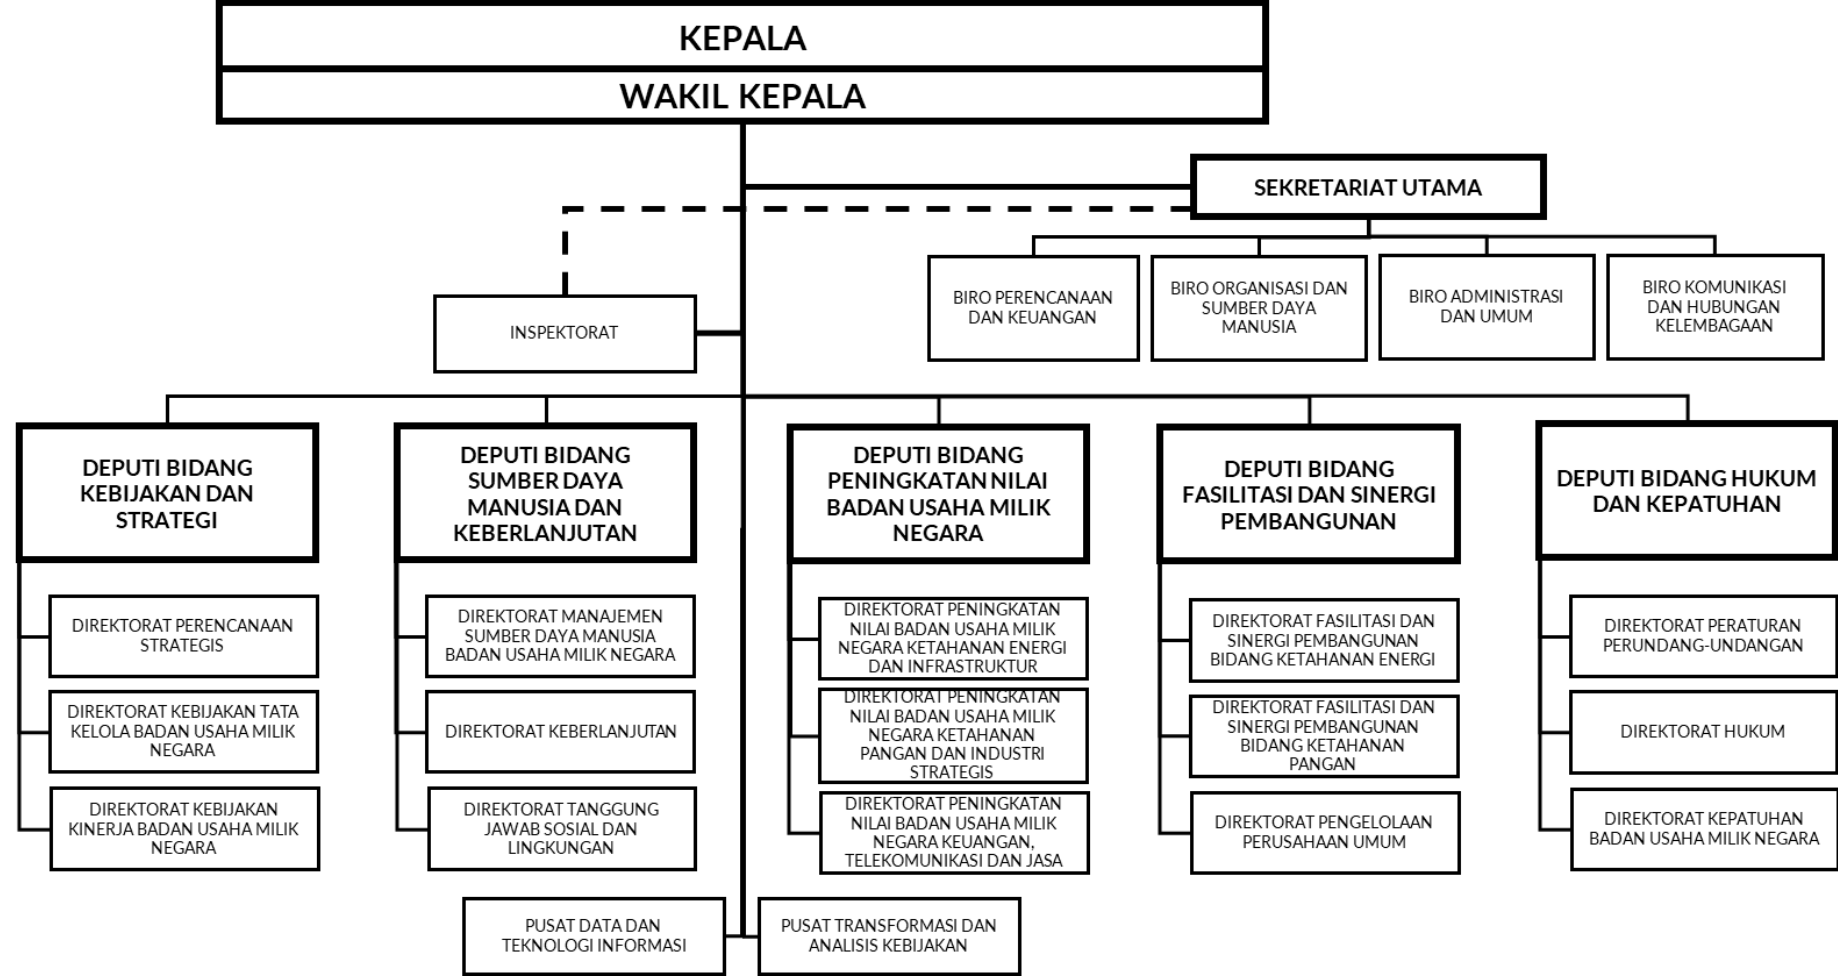 KEPALA
WAKIL KEPALA
SEKRETARIAT UTAMA
BIRO PERENCANAAN
DAN KEUANGAN
BIRO ORGANISASI DAN
SUMBER DAYA
MANUSIA
BIRO ADMINISTRASI
DAN UMUM
BIRO KOMUNIKASI
DAN HUBUNGAN
KELEMBAGAAN
INSPEKTORAT
DEPUTI BIDANG
KEBIJAKAN DAN
STRATEGI
DIREKTORAT PERENCANAAN
STRATEGIS
DIREKTORAT KEBIJAKAN TATA
KELOLA BADAN USAHA MILIK
NEGARA
DIREKTORAT KEBIJAKAN
KINERJA BADAN USAHA MILIK
NEGARA
DEPUTI BIDANG
SUMBER DAYA
MANUSIA DAN
KEBERLANJUTAN
DIREKTORAT MANAJEMEN
SUMBER DAYA MANUSIA
BADAN USAHA MILIK NEGARA
DIREKTORAT KEBERLANJUTAN
DIREKTORAT TANGGUNG
JAWAB SOSIAL DAN
LINGKUNGAN
DEPUTI BIDANG
PENINGKATAN NILAI
BADAN USAHA MILIK
NEGARA
DIREKTORAT PENINGKATAN
NILAI BADAN USAHA MILIK
NEGARA KETAHANAN ENERGI
DAN INFRASTRUKTUR
DIREKTORAT PENINGKATAN
NILAI BADAN USAHA MILIK
NEGARA KETAHANAN
PANGAN DAN INDUSTRI
STRATEGIS
DIREKTORAT PENINGKATAN
NILAI BADAN USAHA MILIK
NEGARA KEUANGAN,
TELEKOMUNIKASI DAN JASA
DEPUTI BIDANG
FASILITASI DAN SINERGI
PEMBANGUNAN
DIREKTORAT FASILITASI DAN
SINERGI PEMBANGUNAN
BIDANG KETAHANAN ENERGI
DIREKTORAT FASILITASI DAN
SINERGI PEMBANGUNAN
BIDANG KETAHANAN
PANGAN
DIREKTORAT PENGELOLAAN
PERUSAHAAN UMUM
DEPUTI BIDANG HUKUM
DAN KEPATUHAN
DIREKTORAT PERATURAN
PERUNDANG-UNDANGAN
DIREKTORAT HUKUM
DIREKTORAT KEPATUHAN
BADAN USAHA MILIK NEGARA
PUSAT DATA DAN
TEKNOLOGI INFORMASI
PUSAT TRANSFORMASI DAN
ANALISIS KEBIJAKAN